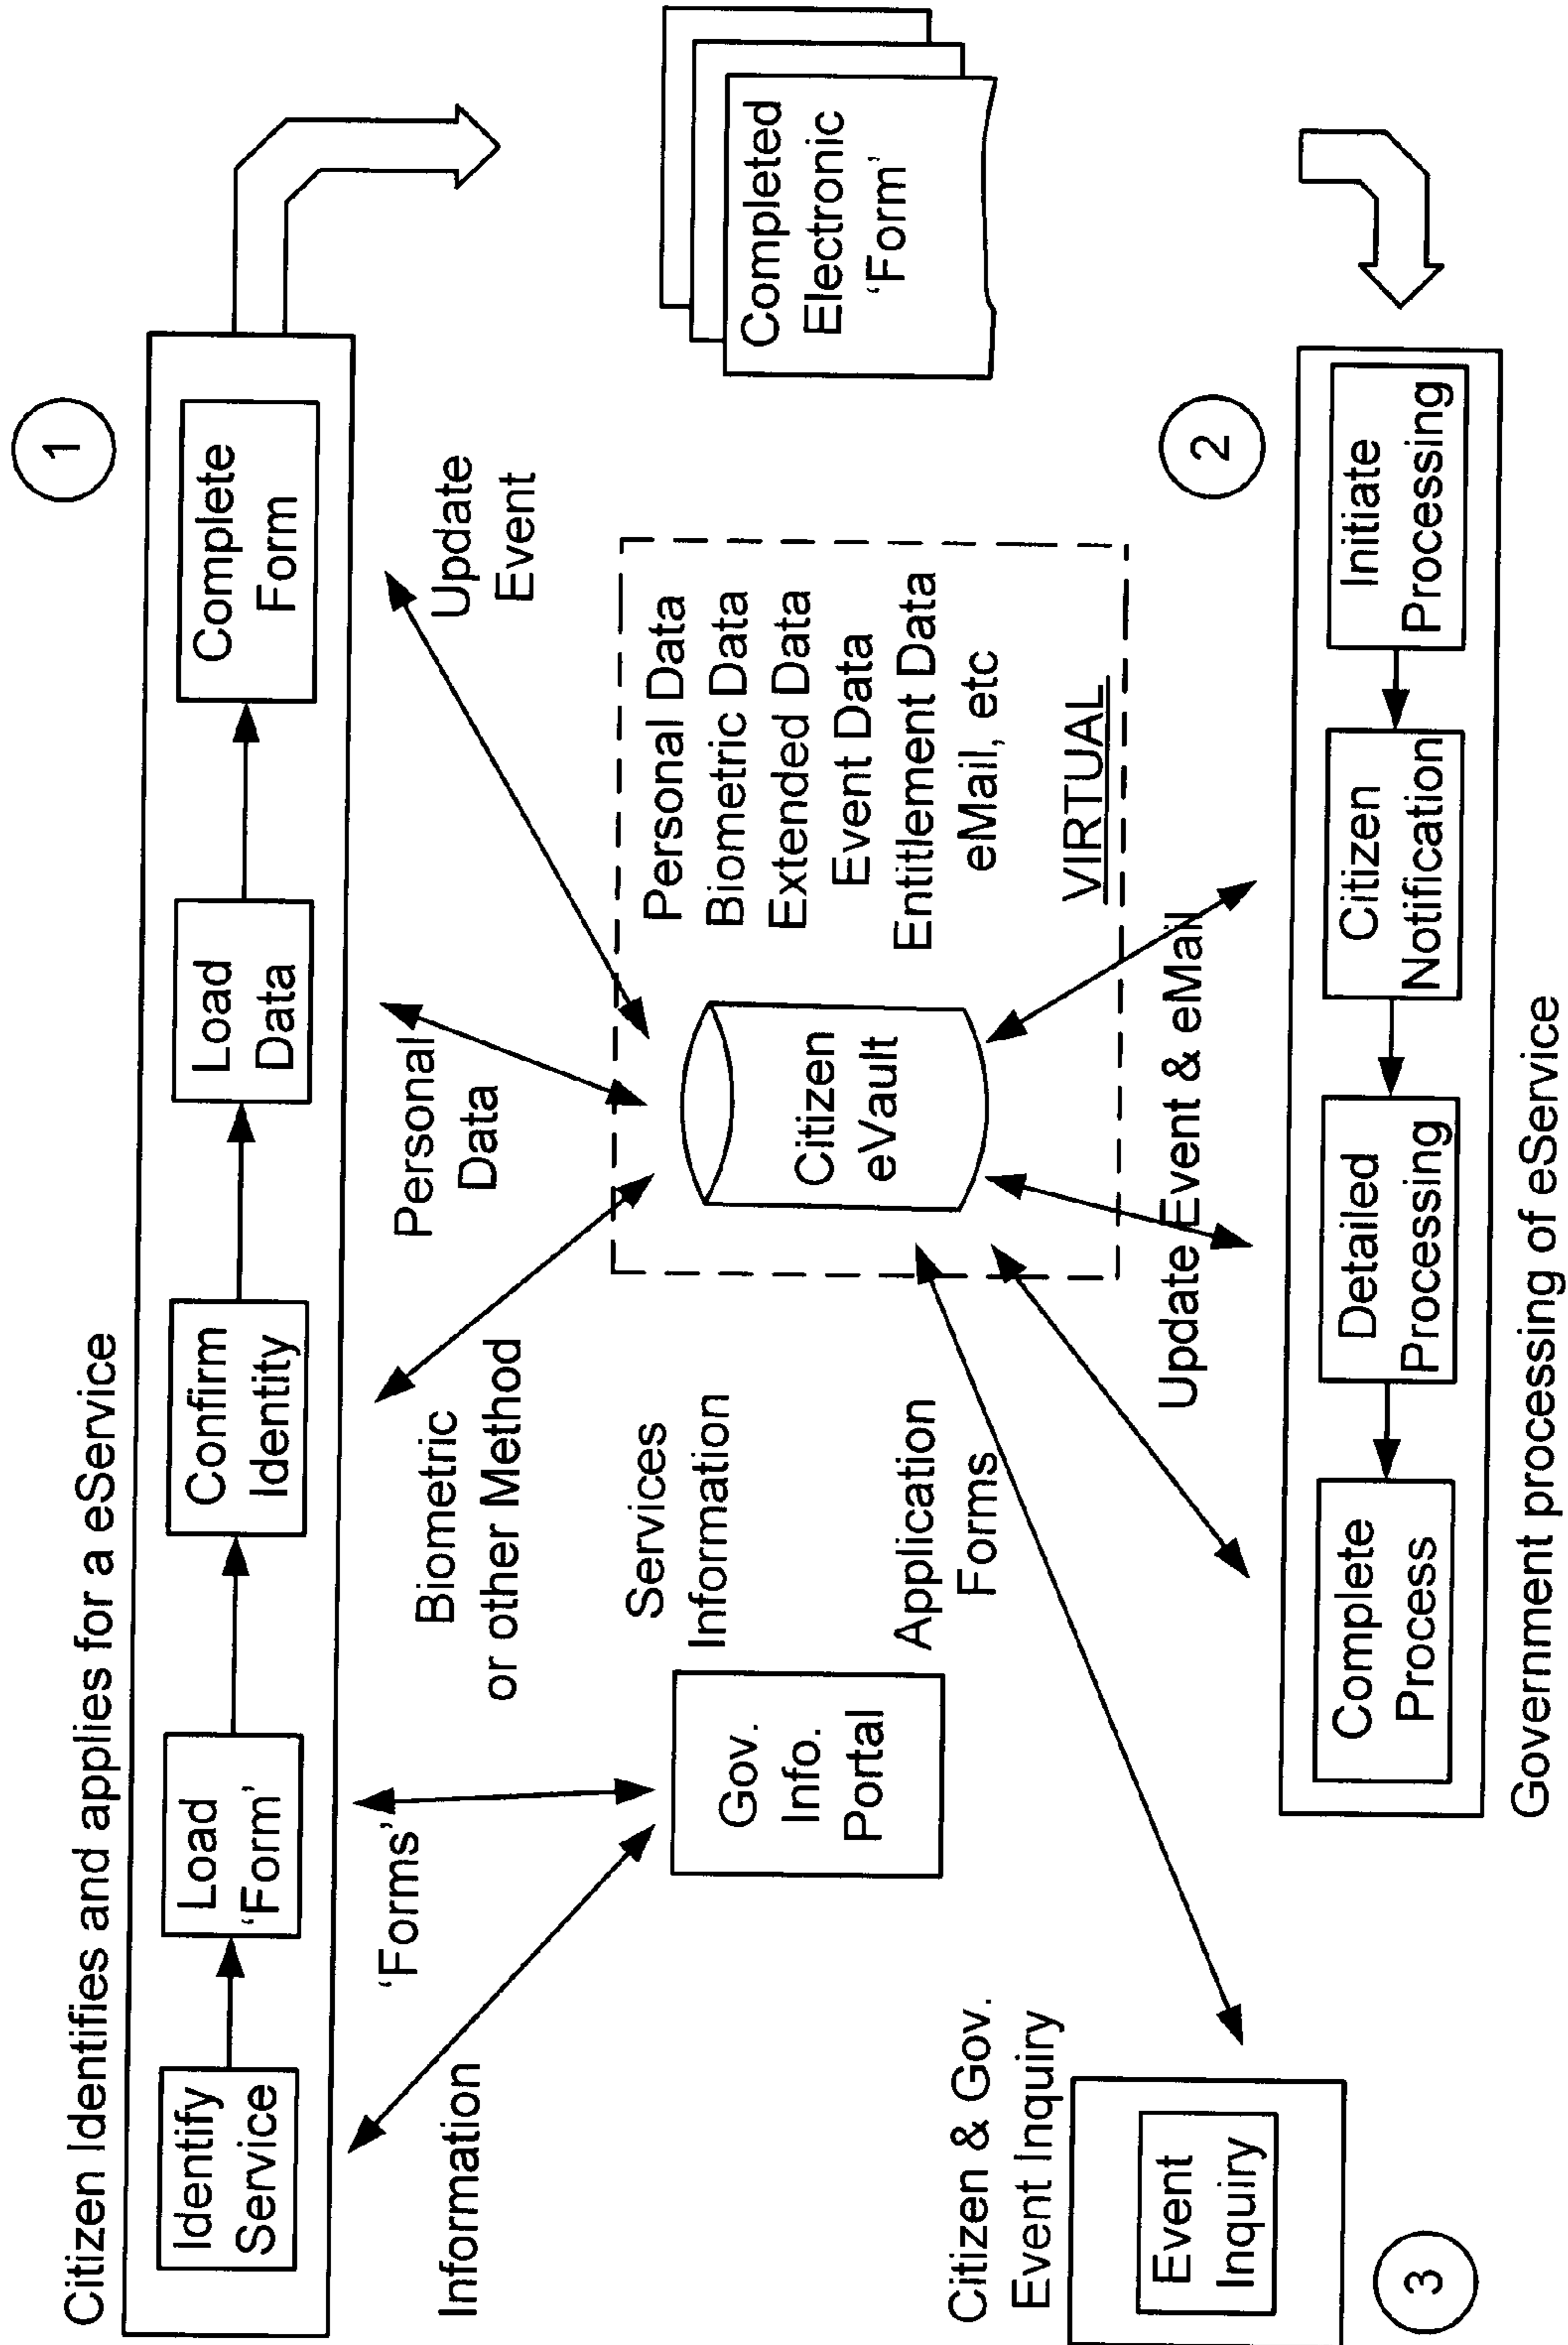 Citizen Identifies and applies for a eService
1
Identify
Service
Load
'Form'
Confirm
Identity
Load
Data
Complete
Form
Information
'Forms'
Biometric
or other Method
Personal
Data
Update
Event
Gov.
Info.
Portal
Services
Information
Application
Forms
Citizen
eVault
Personal Data
Biometric Data
Extended Data
Event Data
Entitlement Data
eMail, etc
VIRTUAL
Completed
Electronic
'Form'
Citizen & Gov.
Event Inquiry
Event
Inquiry
3
Update Event & eMail
2
Complete
Process
Detailed
Processing
Citizen
Notification
Initiate
Processing
Government processing of eService